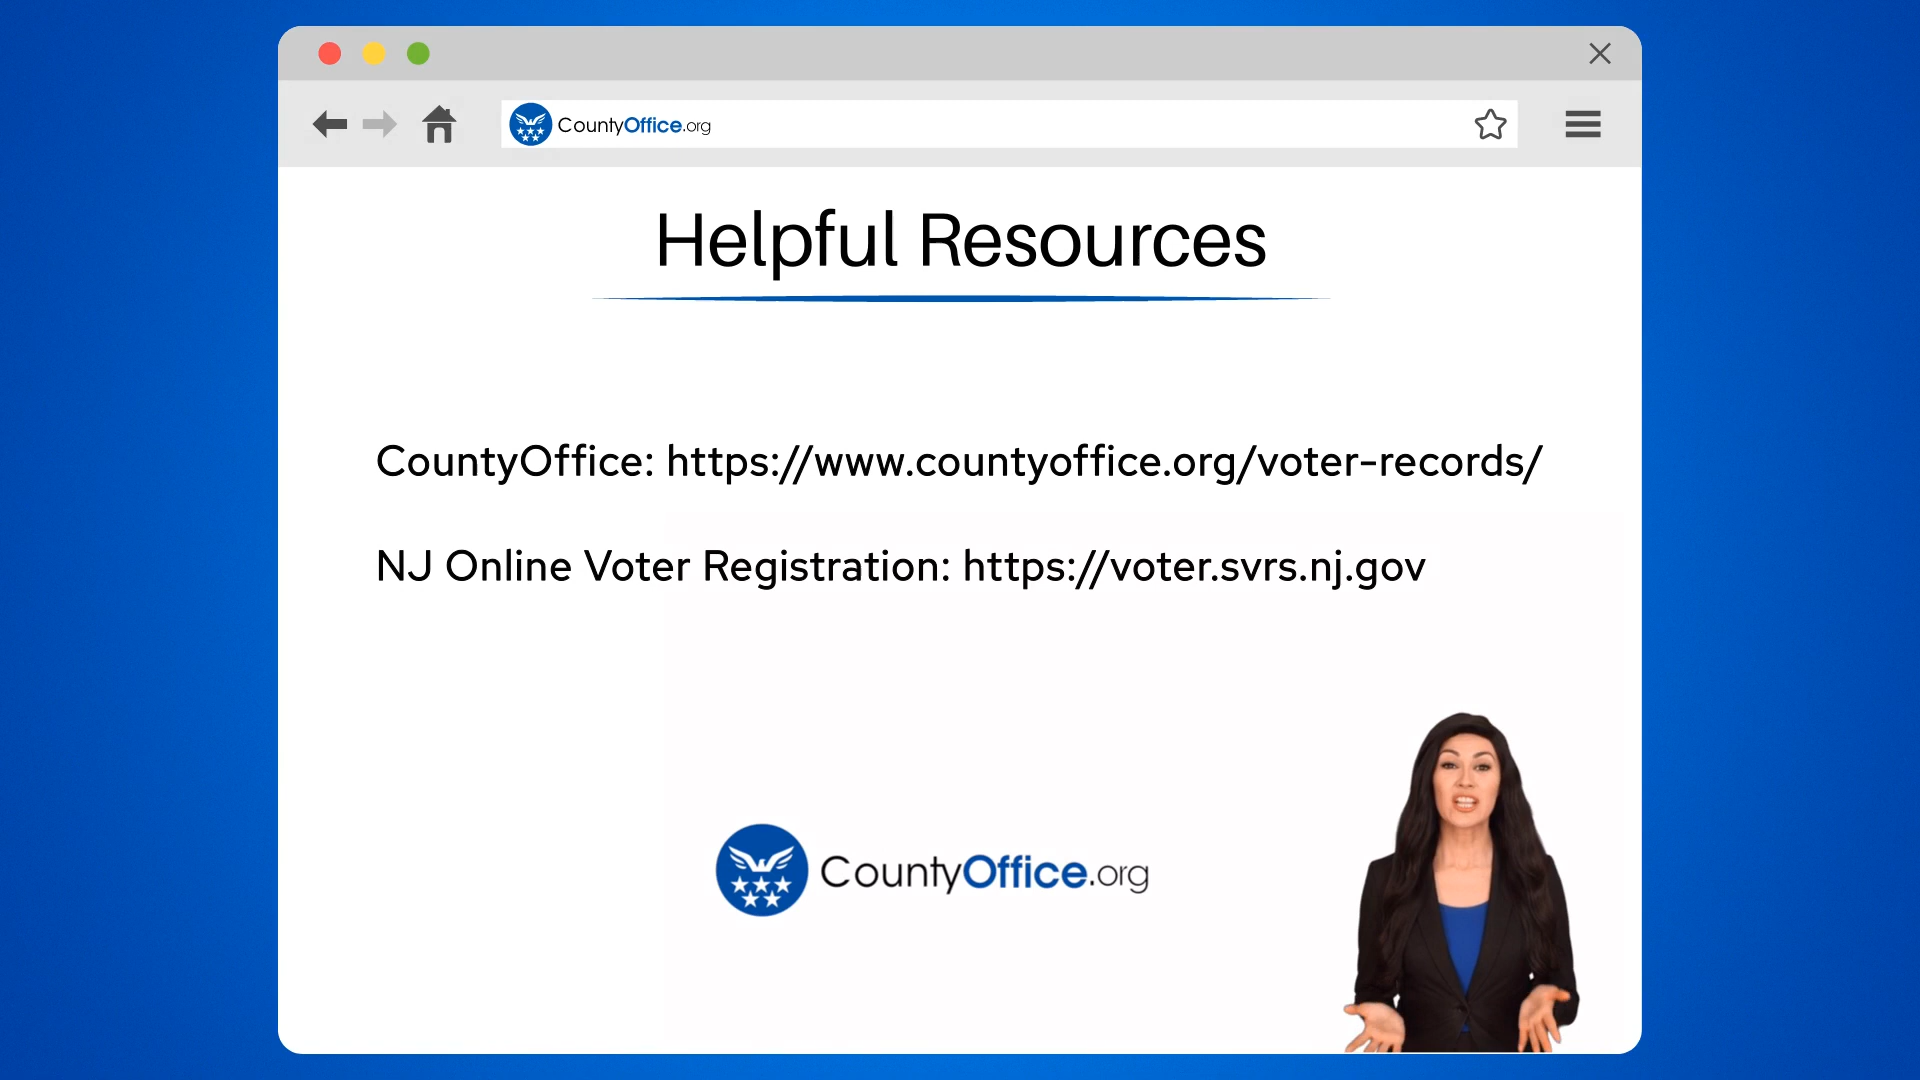 CountyOffice.org
Helpful Resources
CountyOffice: https://www.countyoffice.org/voter-records/
NJ Online Voter Registration: https://voter.svrs.nj.gov
CountyOffice.org